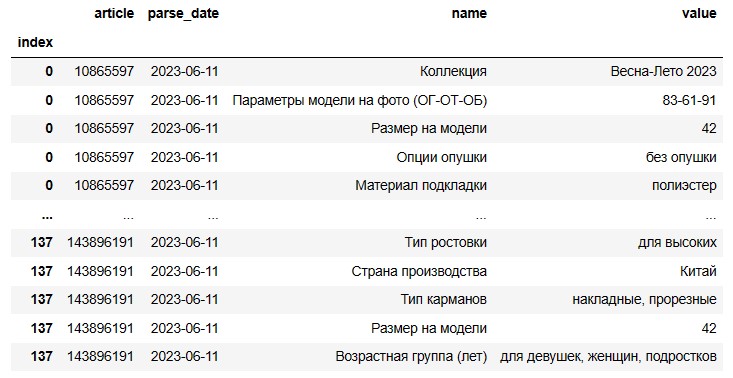 article parse_date name value
index
0 10865597 2023-06-11 Коллекция Весна-Лето 2023
0 10865597 2023-06-11 Параметры модели на фото (ОГ-ОТ-ОБ) 83-61-91
0 10865597 2023-06-11 Размер на модели 42
0 10865597 2023-06-11 Опции опушки без опушки
0 10865597 2023-06-11 Материал подкладки полиэстер
... ... ... ... ...
137 143896191 2023-06-11 Тип ростовки для высоких
137 143896191 2023-06-11 Страна производства Китай
137 143896191 2023-06-11 Тип карманов накладные, прорезные
137 143896191 2023-06-11 Размер на модели 42
137 143896191 2023-06-11 Возрастная группа (лет) для девушек, женщин, подростков